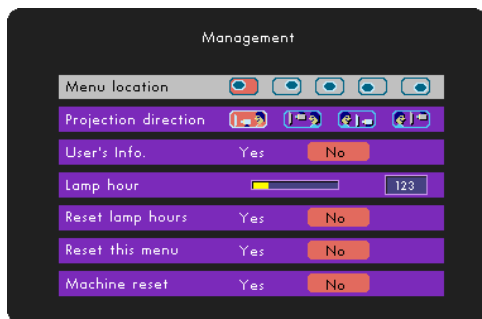 Management
Menu location
Projection direction
User's Info. Yes No
Lamp hour 123
Reset lamp hours Yes No
Reset this menu Yes No
Machine reset Yes No